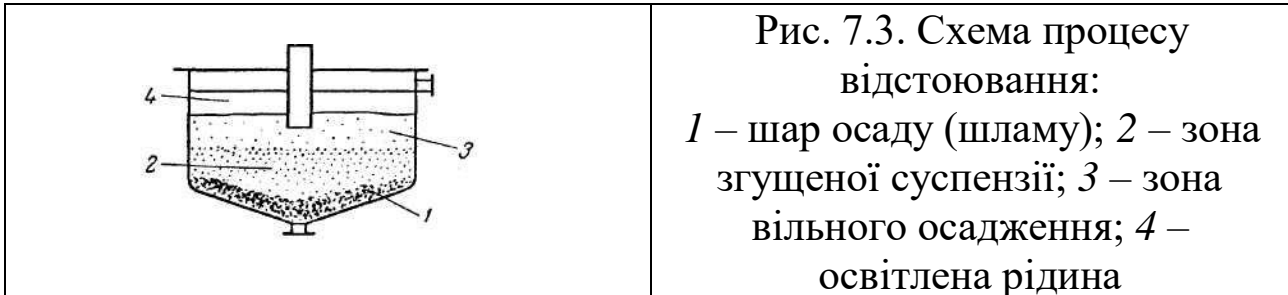 4
3
2
1
Рис. 7.3. Схема процесу
відстоювання:
1 – шар осаду (шламу); 2 – зона
згущеної суспензії; 3 – зона
вільного осадження; 4 –
освітлена рідина